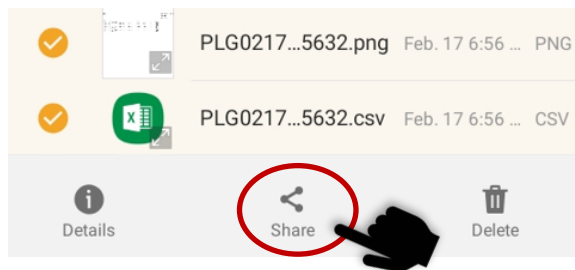 PLG0217...5632.png Feb. 17 6:56 ... PNG
PLG0217...5632.csv Feb. 17 6:56 ... CSV
Details Share Delete